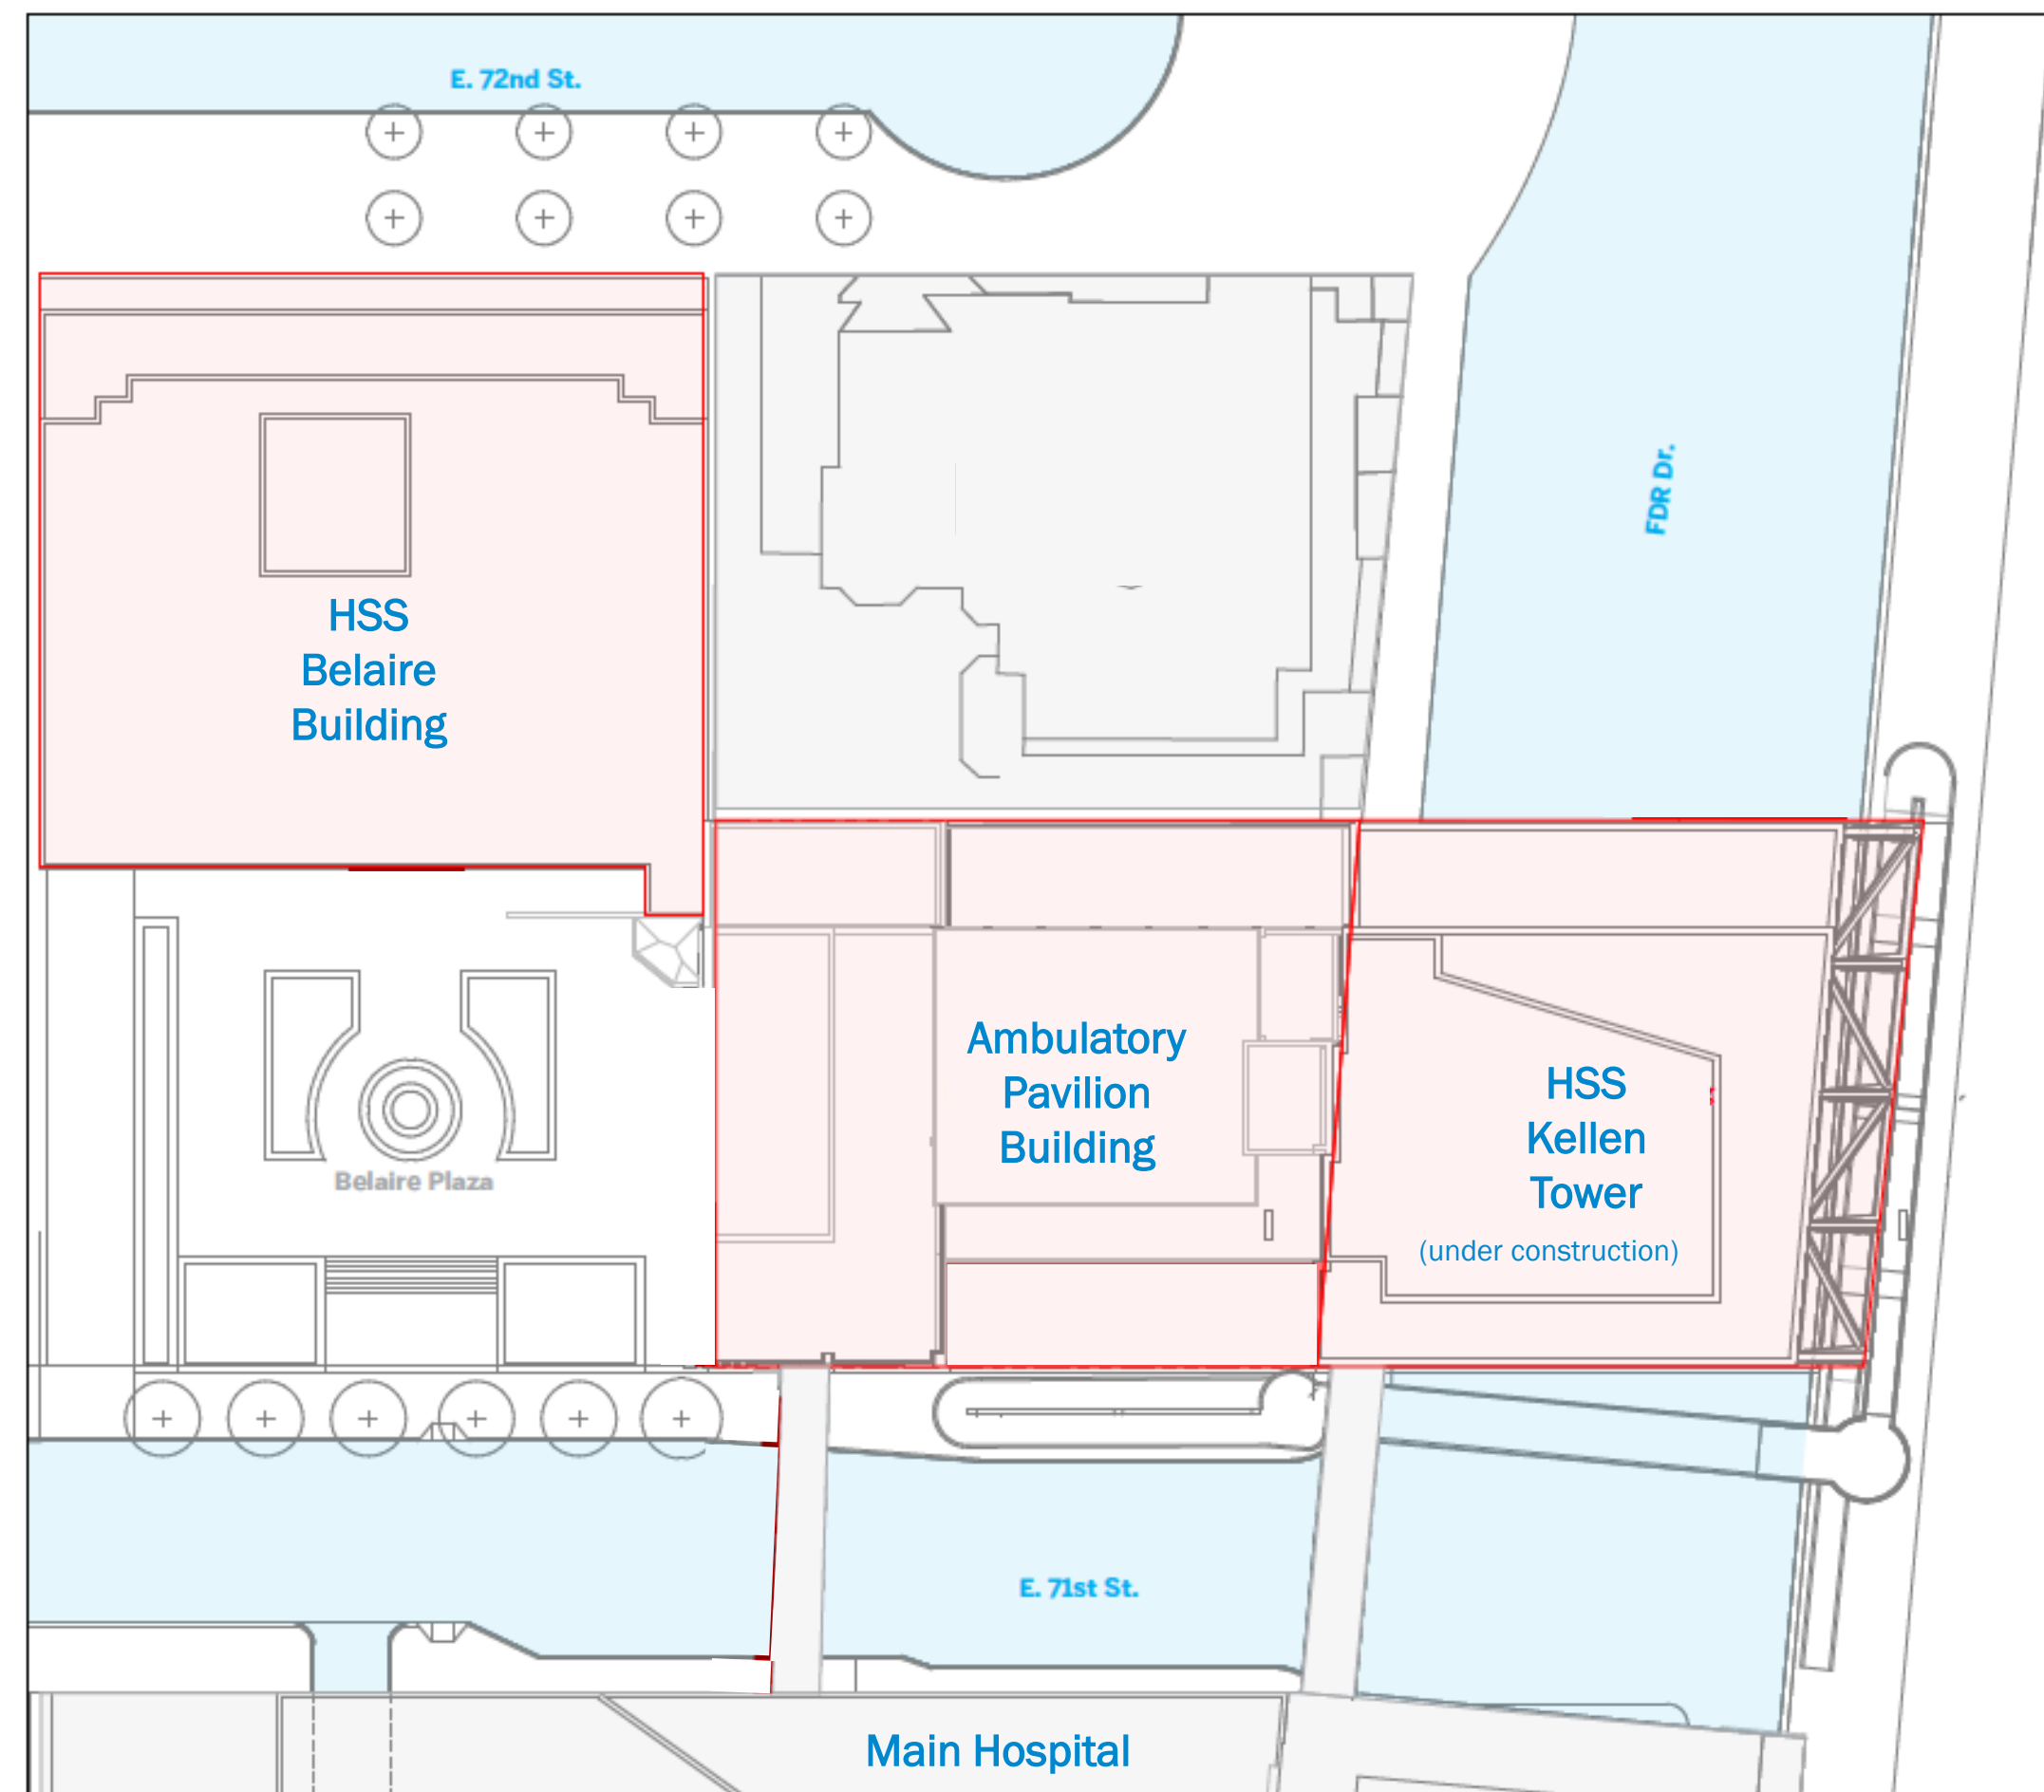 E. 72nd St.
FDR Dr.
HSS
Belaire
Building
Ambulatory
Pavilion
Building
HSS
Kellen
Tower
(under construction)
Belaire Plaza
E. 71st St.
Main Hospital